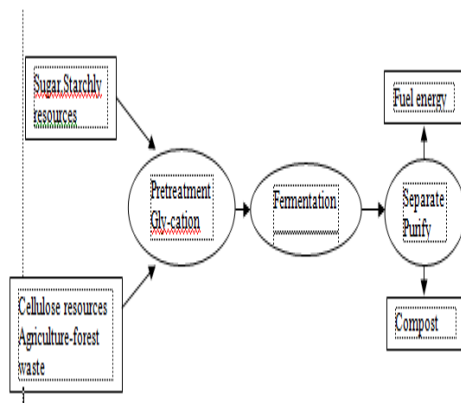 Sugar,Starchly
resources
Fuel energy
Pretreatment
Gly-cation
Fermentation
Separate
Purify
Cellulose resources
Agriculture-forest
waste
Compost